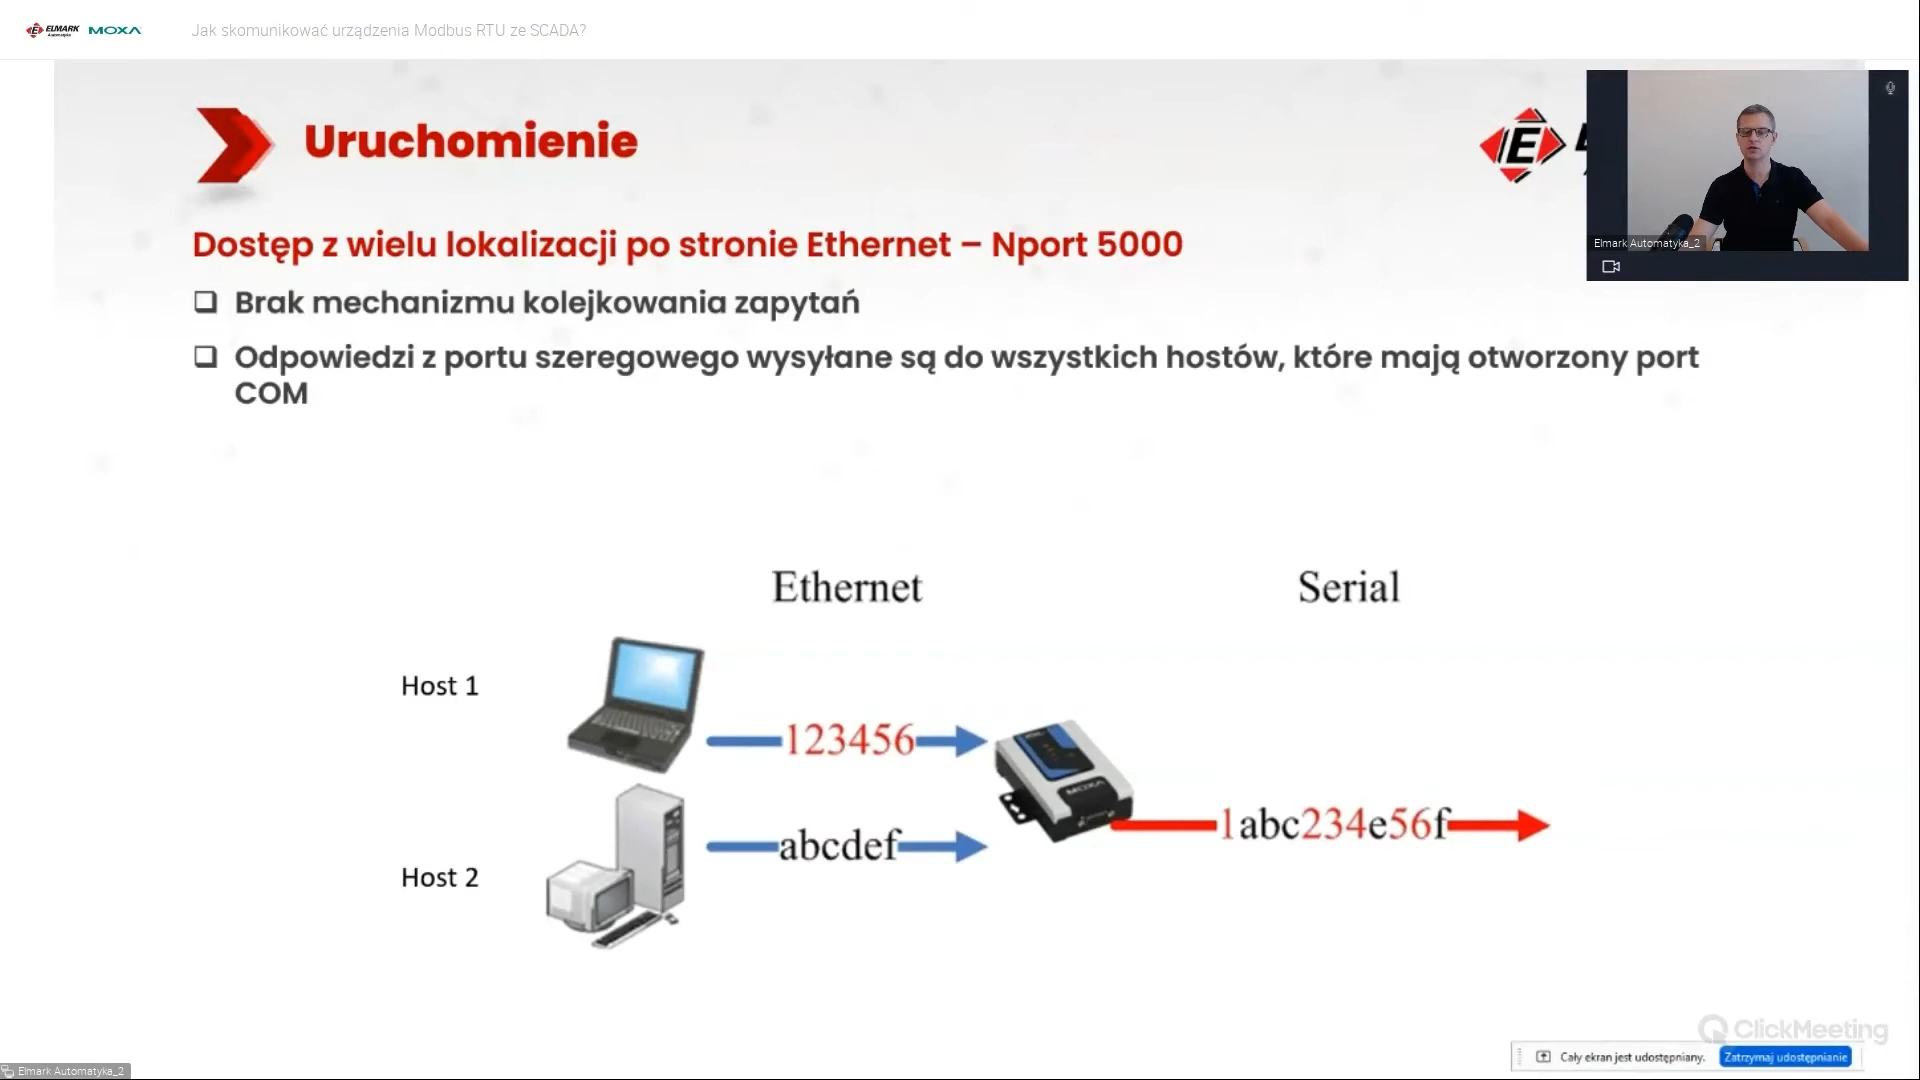 ELMARK
Automatyka
MOXA
Jak skomunikować urządzenia Modbus RTU ze SCADA?
Uruchomienie
E
Elmark Automatyka_2
Dostęp z wielu lokalizacji po stronie Ethernet – Nport 5000
Brak mechanizmu kolejkowania zapytań
Odpowiedzi z portu szeregowego wysyłane są do wszystkich hostów, które mają otworzony port
COM
Ethernet
Serial
Host 1
123456
MOXA
1abc234e56f
abcdef
Host 2
ClickMeeting
Cały ekran jest udostępniany.
Zatrzymaj udostępnianie
Elmark Automatyka_2